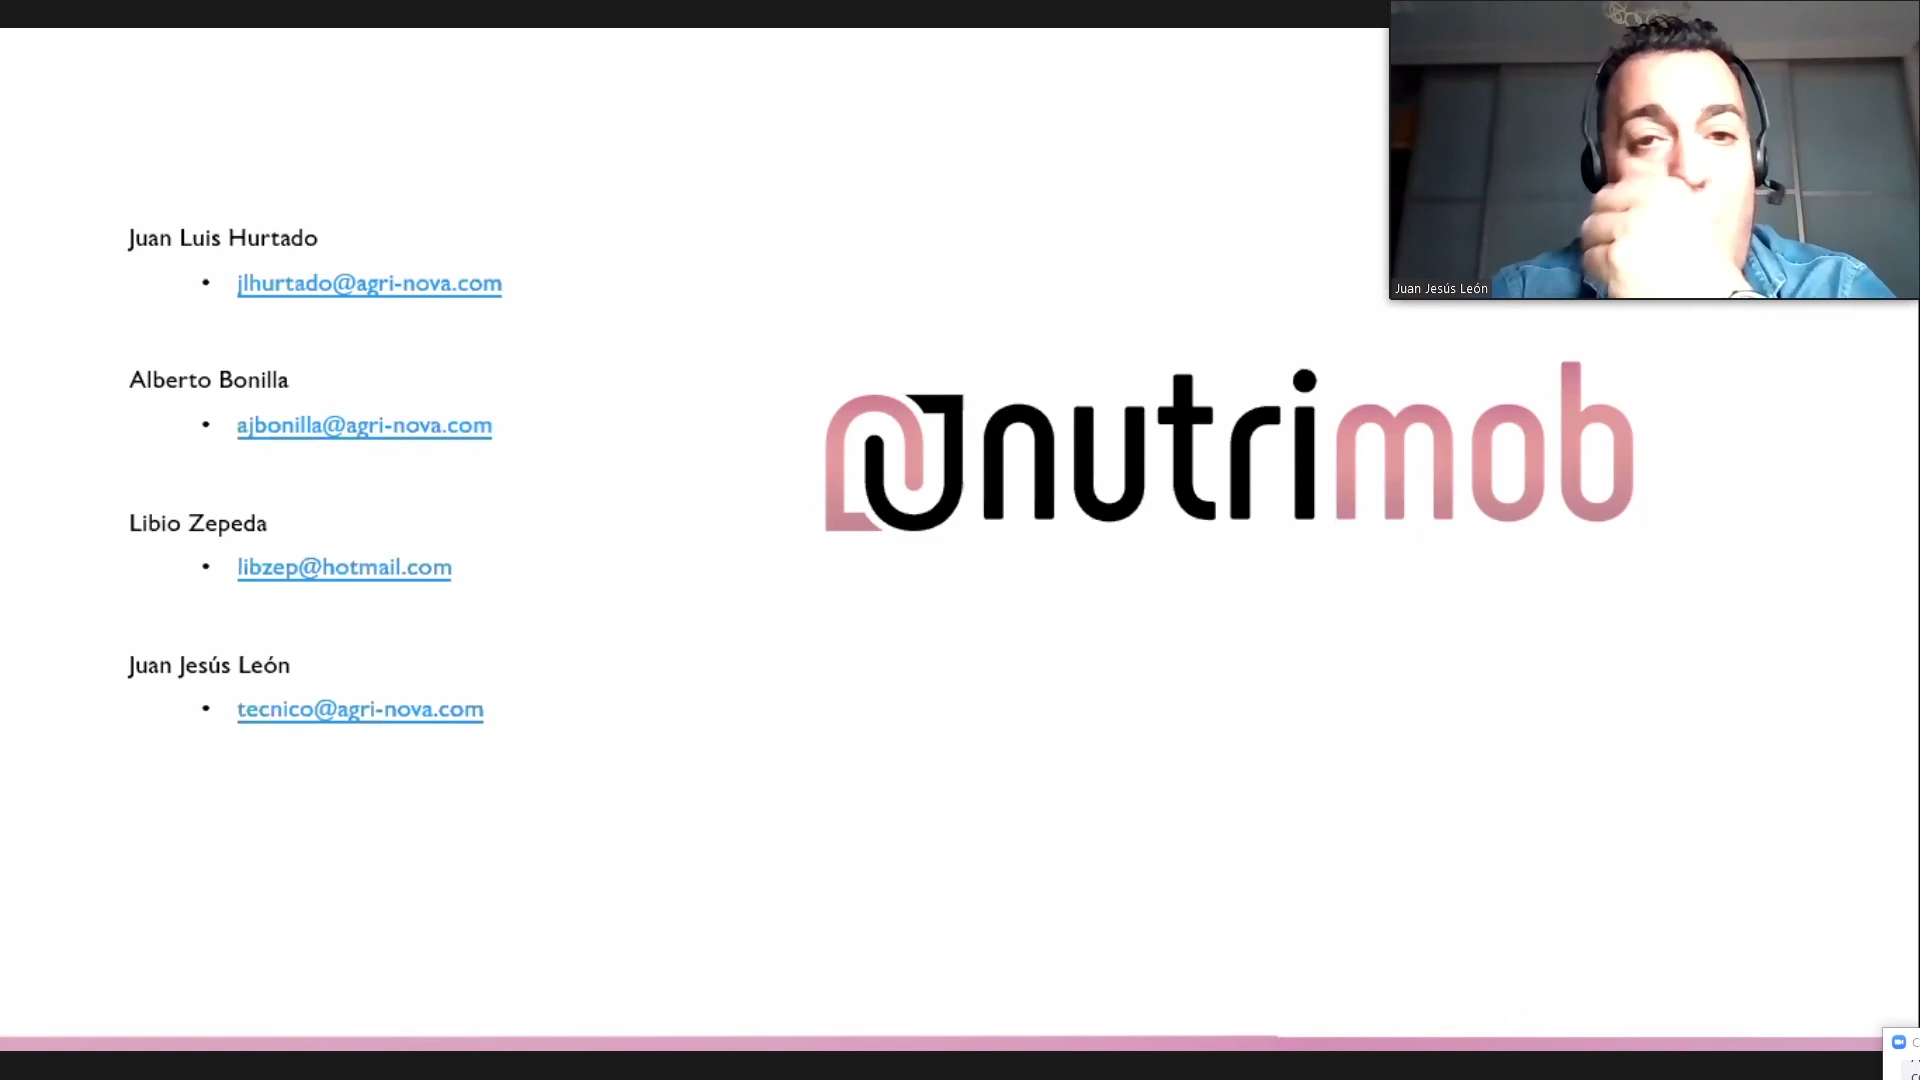 Juan Luis Hurtado
• jlhurtado@agri-nova.com
Alberto Bonilla
• ajbonilla@agri-nova.com
Libio Zepeda
• libzep@hotmail.com
Juan Jesús León
• tecnico@agri-nova.com
nutrimob
Juan Jesús León